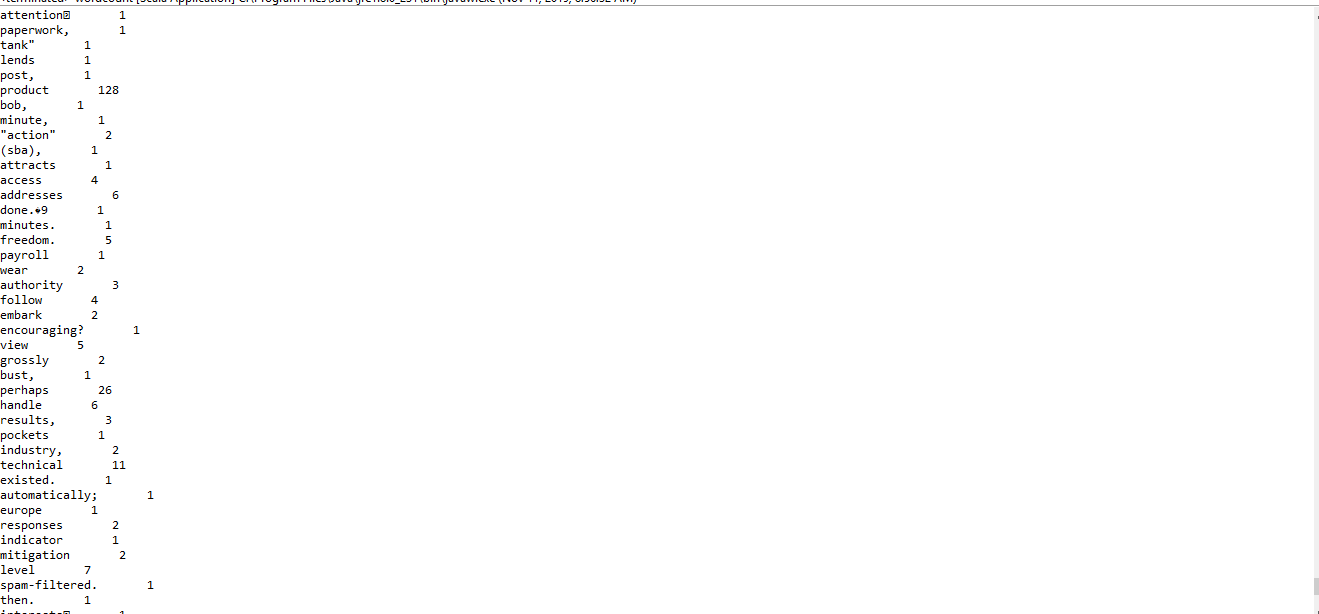 attention 1
paperwork, 1
tank" 1
lends 1
post, 1
product 128
bob, 1
minute, 1
"action" 2
(sba), 1
attracts 1
access 4
addresses 6
done.�9 1
minutes. 1
freedom. 5
payroll 1
wear 2
authority 3
follow 4
embark 2
encouraging? 1
view 5
grossly 2
bust, 1
perhaps 26
handle 6
results, 3
pockets 1
industry, 2
technical 11
existed. 1
automatically; 1
europe 1
responses 2
indicator 1
mitigation 2
level 7
spam-filtered. 1
then. 1